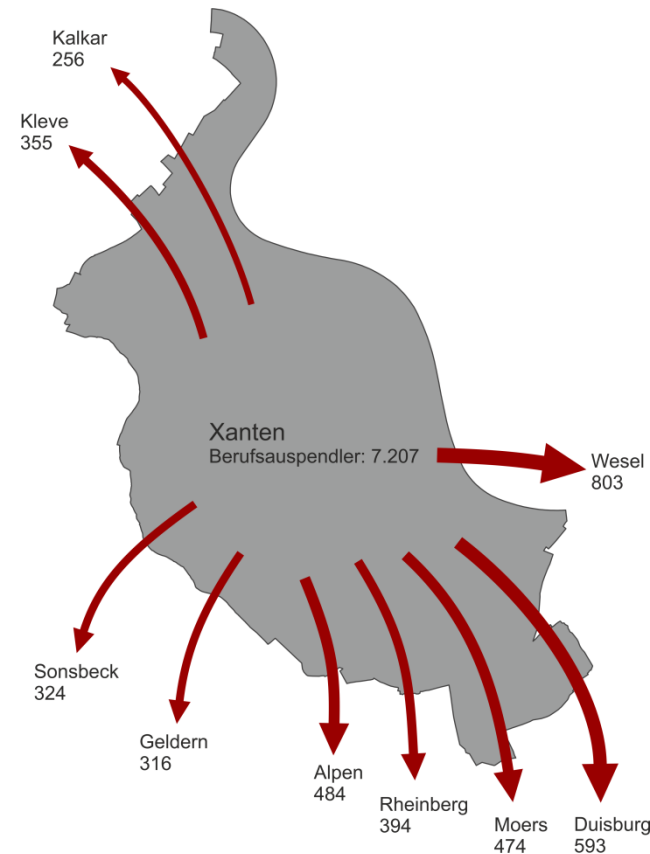 Kalkar
256
Kleve
355
Xanten
Berufsauspendler: 7.207
Wesel
803
Sonsbeck
324
Geldern
316
Alpen
484
Rheinberg
394
Moers
474
Duisburg
593